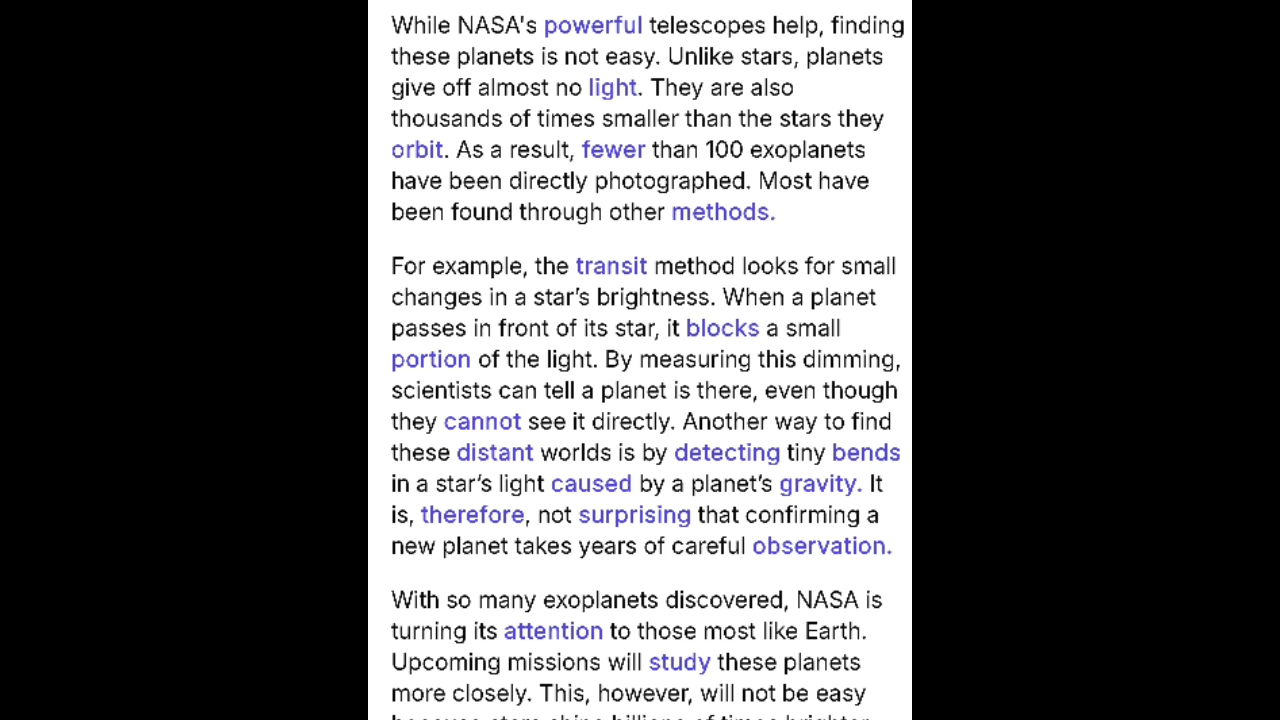 While NASA's powerful telescopes help, finding
these planets is not easy. Unlike stars, planets
give off almost no light. They are also
thousands of times smaller than the stars they
orbit. As a result, fewer than 100 exoplanets
have been directly photographed. Most have
been found through other methods.
For example, the transit method looks for small
changes in a star’s brightness. When a planet
passes in front of its star, it blocks a small
portion of the light. By measuring this dimming,
scientists can tell a planet is there, even though
they cannot see it directly. Another way to find
these distant worlds is by detecting tiny bends
in a star’s light caused by a planet’s gravity. It
is, therefore, not surprising that confirming a
new planet takes years of careful observation.
With so many exoplanets discovered, NASA is
turning its attention to those most like Earth.
Upcoming missions will study these planets
more closely. This, however, will not be easy
because stars shine billions of times brighter